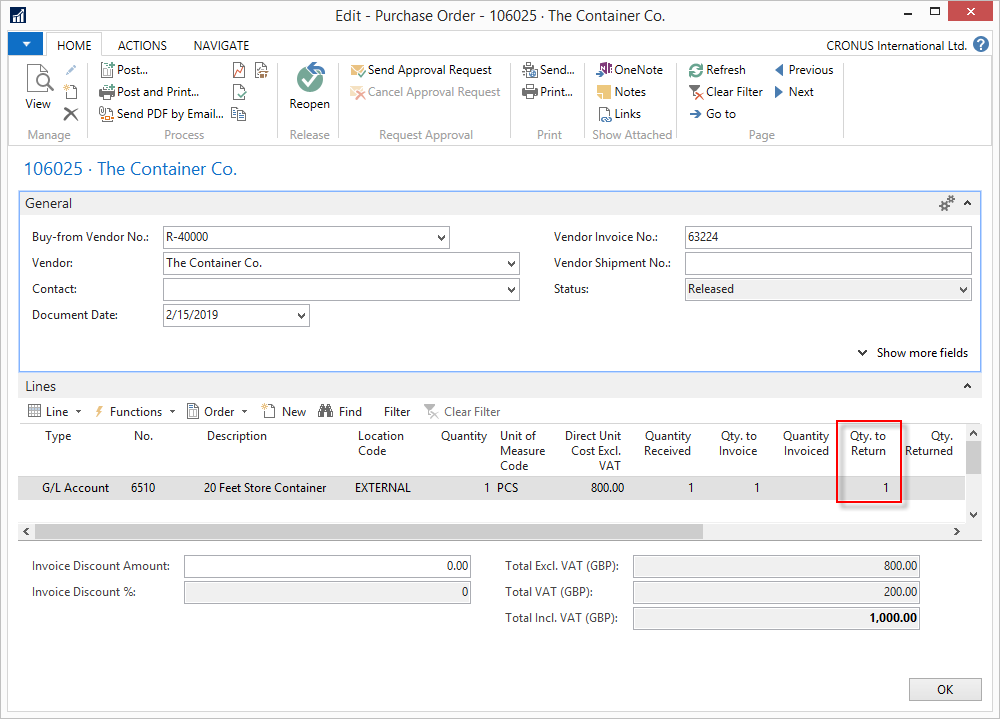 Edit - Purchase Order - 106025 · The Container Co.
HOME ACTIONS NAVIGATE CRONUS International Ltd.
View
Post...
Post and Print...
Send PDF by Email...
Reopen
Send Approval Request
Cancel Approval Request
Send...
Print...
OneNote
Notes
Links
Refresh
Clear Filter
Go to
Previous
Next
Manage Process Release Request Approval Print Show Attached Page
106025 · The Container Co.
General
Buy-from Vendor No.: R-40000
Vendor: The Container Co.
Contact:
Document Date: 2/15/2019
Vendor Invoice No.: 63224
Vendor Shipment No.:
Status: Released
Show more fields
Lines
Line Functions Order New Find Filter Clear Filter
Type No. Description Location Code Quantity Unit of Measure Code Direct Unit Cost Excl. VAT Quantity Received Qty. to Invoice Quantity Invoiced Qty. to Return Qty. Returned
G/L Account 6510 20 Feet Store Container EXTERNAL 1 PCS 800.00 1 1 1
Invoice Discount Amount: 0.00
Invoice Discount %: 0
Total Excl. VAT (GBP): 800.00
Total VAT (GBP): 200.00
Total Incl. VAT (GBP): 1,000.00
OK